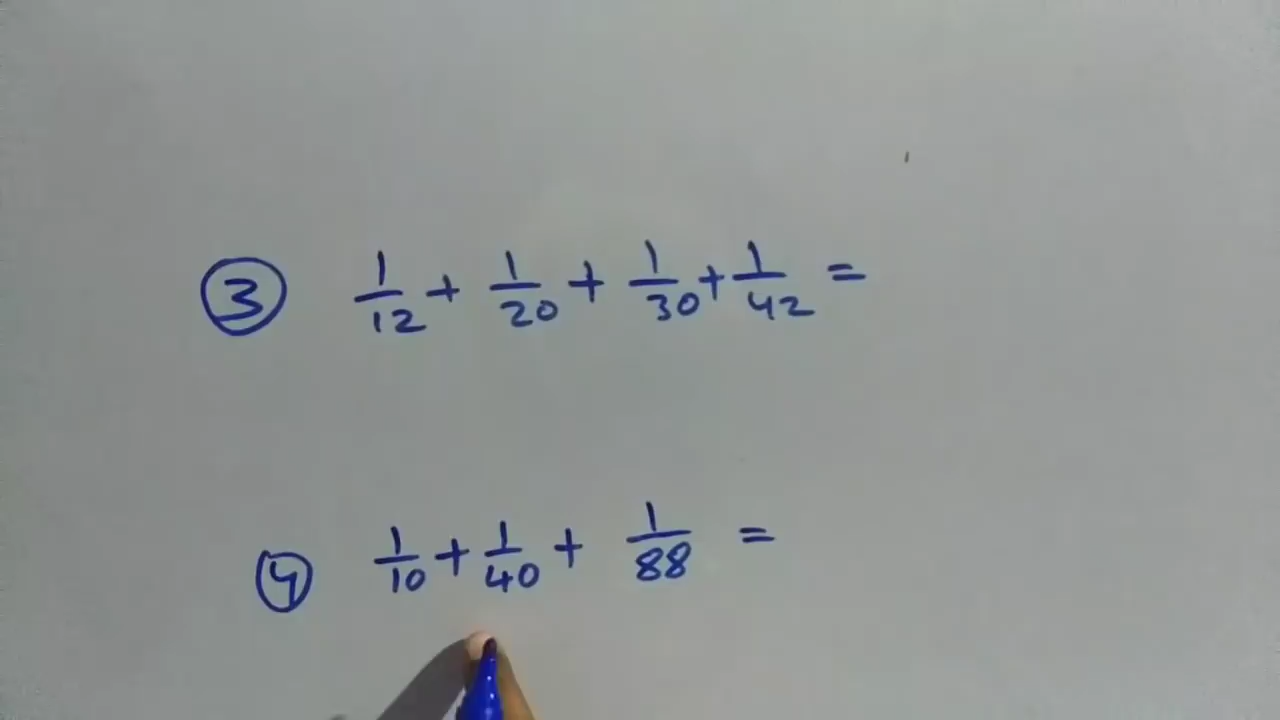 ③ 1/12 + 1/20 + 1/30 + 1/42 =
④ 1/10 + 1/40 + 1/88 =